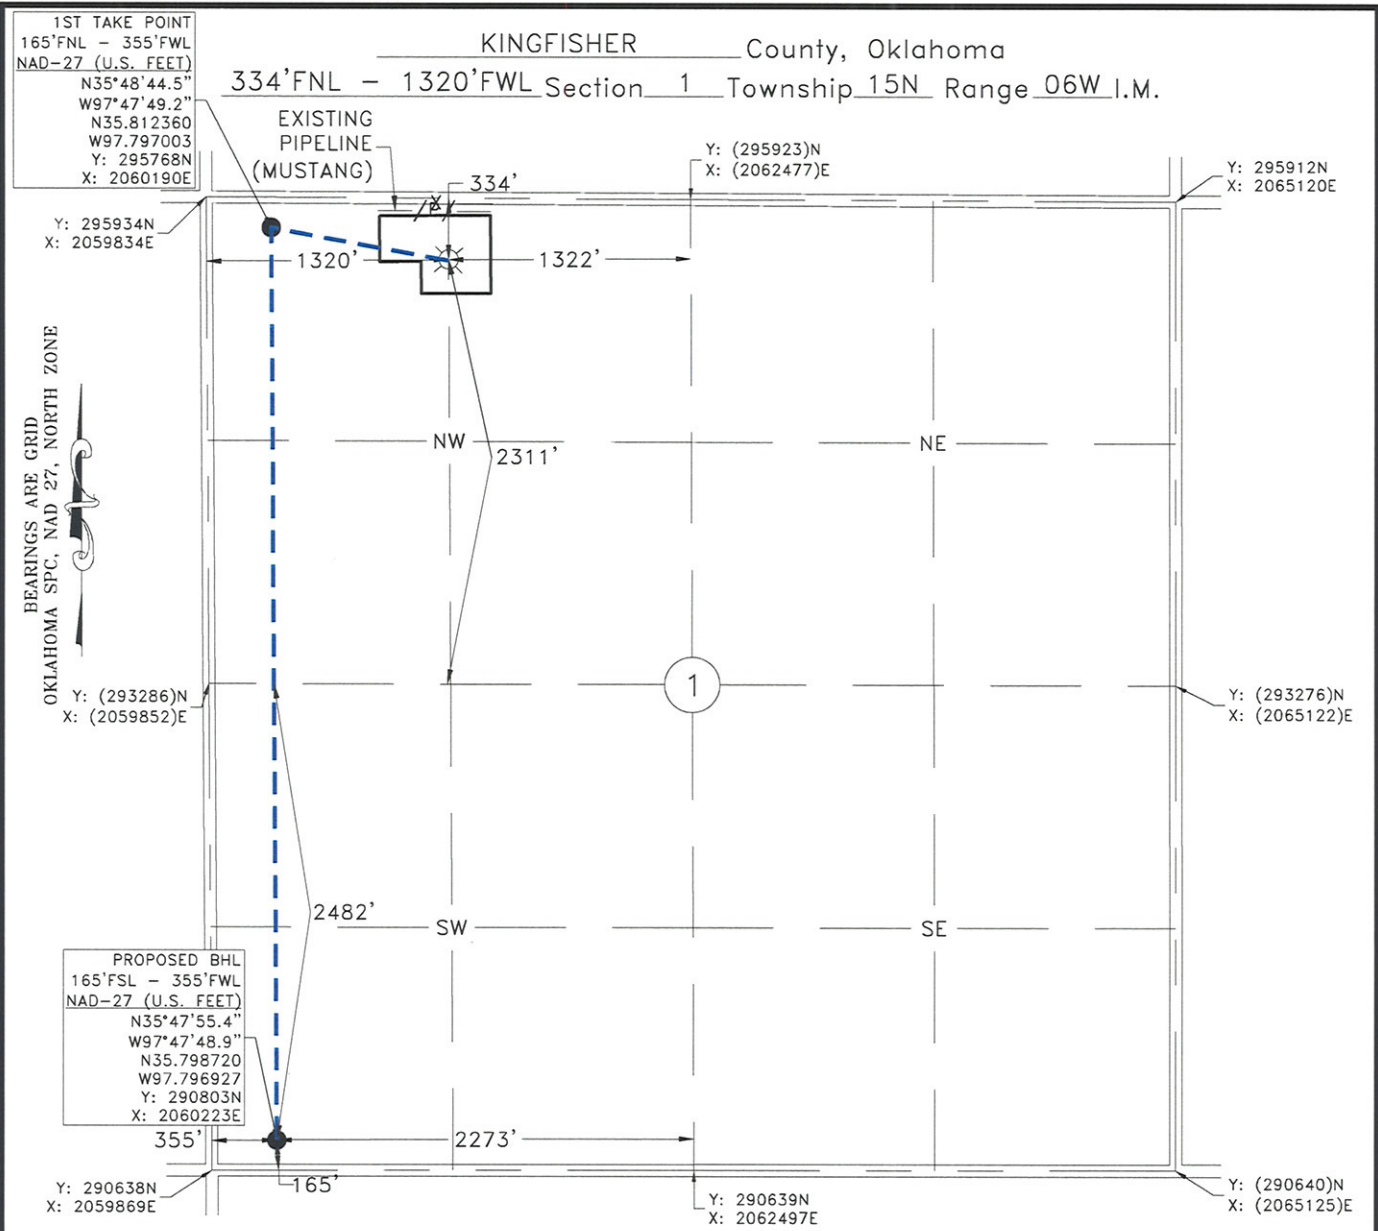 1ST TAKE POINT
165'FNL - 355'FWL
NAD-27 (U.S. FEET)
N35°48'44.5"
W97°47'49.2"
N35.812360
W97.797003
Y: 295768N
X: 2060190E
KINGFISHER County, Oklahoma
334'FNL - 1320'FWL Section 1 Township 15N Range 06W I.M.
EXISTING
PIPELINE
(MUSTANG)
334'
Y: (295923)N
X: (2062477)E
Y: 295912N
X: 2065120E
Y: 295934N
X: 2059834E
1320'
1322'
BEARINGS ARE GRID
OKLAHOMA SPC, NAD 27, NORTH ZONE
NW
NE
2311'
Y: (293286)N
X: (2059852)E
1
Y: (293276)N
X: (2065122)E
2482'
SW
SE
PROPOSED BHL
165'FSL - 355'FWL
NAD-27 (U.S. FEET)
N35°47'55.4"
W97°47'48.9"
N35.798720
W97.796927
Y: 290803N
X: 2060223E
355'
2273'
165'
Y: 290638N
X: 2059869E
Y: 290639N
X: 2062497E
Y: (290640)N
X: (2065125)E